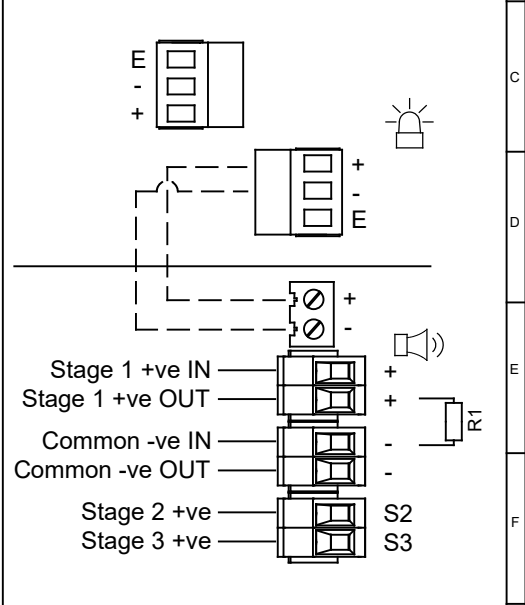 E
-
+
C
+
-
E
D
+
-
Stage 1 +ve IN +
Stage 1 +ve OUT +
E
R1
Common -ve IN -
Common -ve OUT -
Stage 2 +ve S2
Stage 3 +ve S3
F